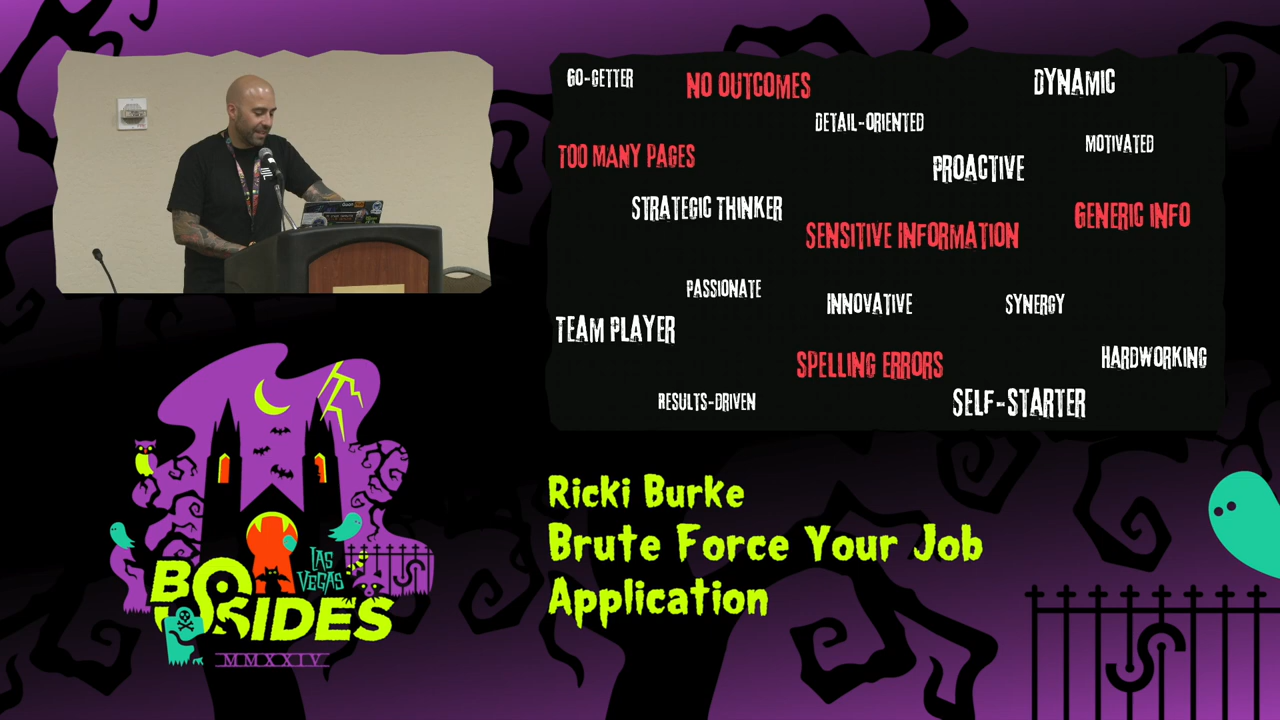 GO-GETTER
NO OUTCOMES
DYNAMIC
DETAIL-ORIENTED
MOTIVATED
TOO MANY PAGES
PROACTIVE
STRATEGIC THINKER
GENERIC INFO
SENSITIVE INFORMATION
PASSIONATE
INNOVATIVE
SYNERGY
TEAM PLAYER
HARDWORKING
SPELLING ERRORS
RESULTS-DRIVEN
SELF-STARTER
Ricki Burke
Brute Force Your Job
Application
LAS
VEGAS
BSIDES
MMXXIV